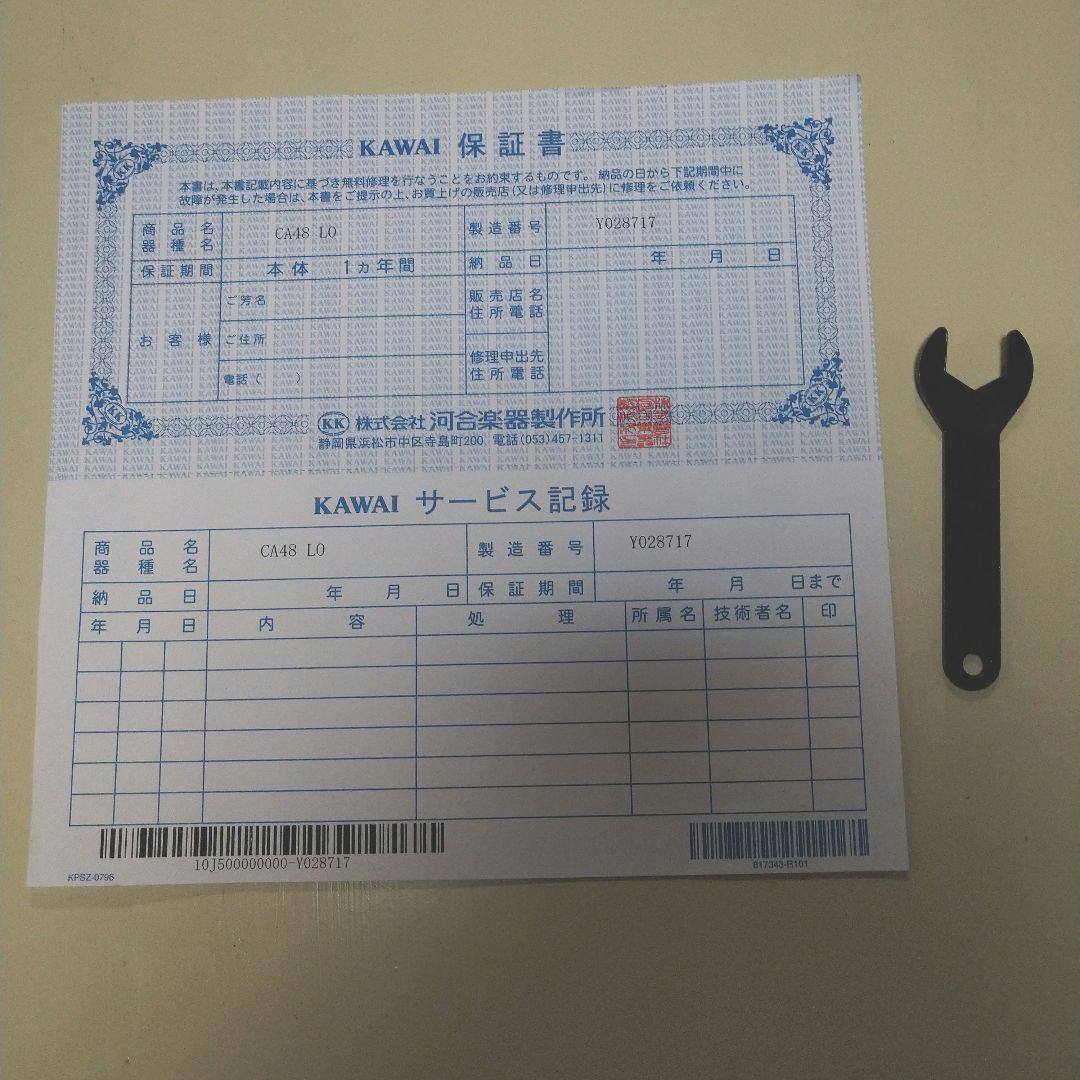 KAWAI 保証書
本書は、本書記載内容に基づき無料修理を行なうことをお約束するものです。納品の日から下記期間中に
故障が発生した場合は、本書をご提示の上、お買上げの販売店(又は修理申出先)に修理をご依頼ください。
商品名
器種名
CA48 LO
製造番号
Y028717
保証期間
本体 1ヵ年間
納品日
年 月 日
お客様
ご芳名
ご住所
電話( )
販売店名
住所電話
修理申出先
住所電話
KK 株式会社 河合楽器製作所
静岡県浜松市中区寺島町200 電話(053)457-1311
KAWAI サービス記録
商品名
器種名
CA48 LO
製造番号
Y028717
納品日
年 月 日
保証期間
年 月 日まで
年 月 日
内容
処理
所属名
技術者名
印
10J500000000-Y028717
KPSZ-0796
817343-R101